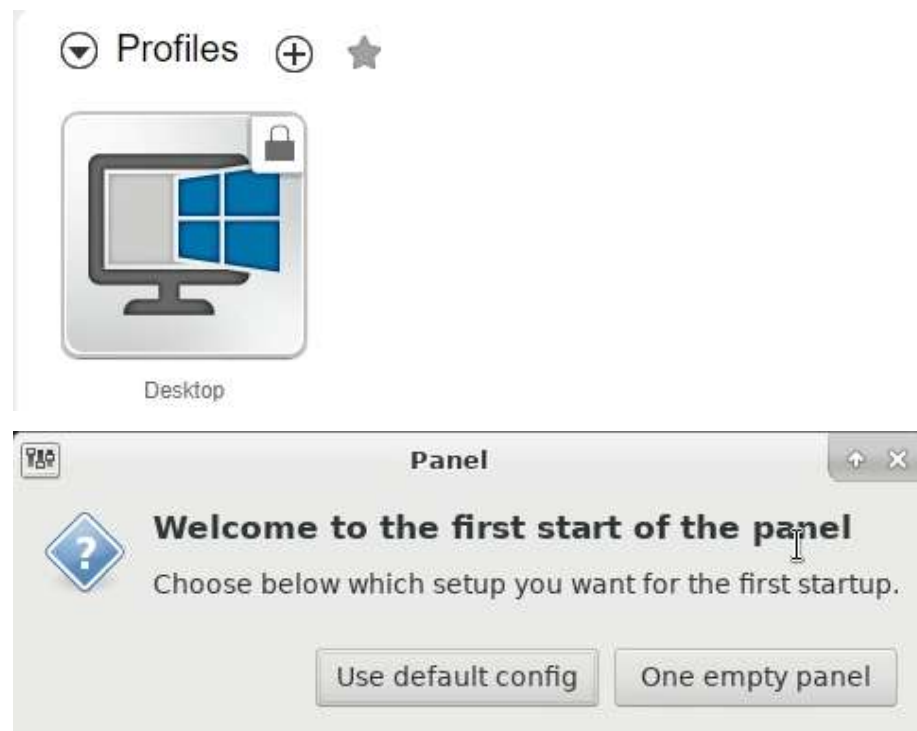 Profiles
Desktop
Panel
Welcome to the first start of the panel
Choose below which setup you want for the first startup.
Use default config
One empty panel